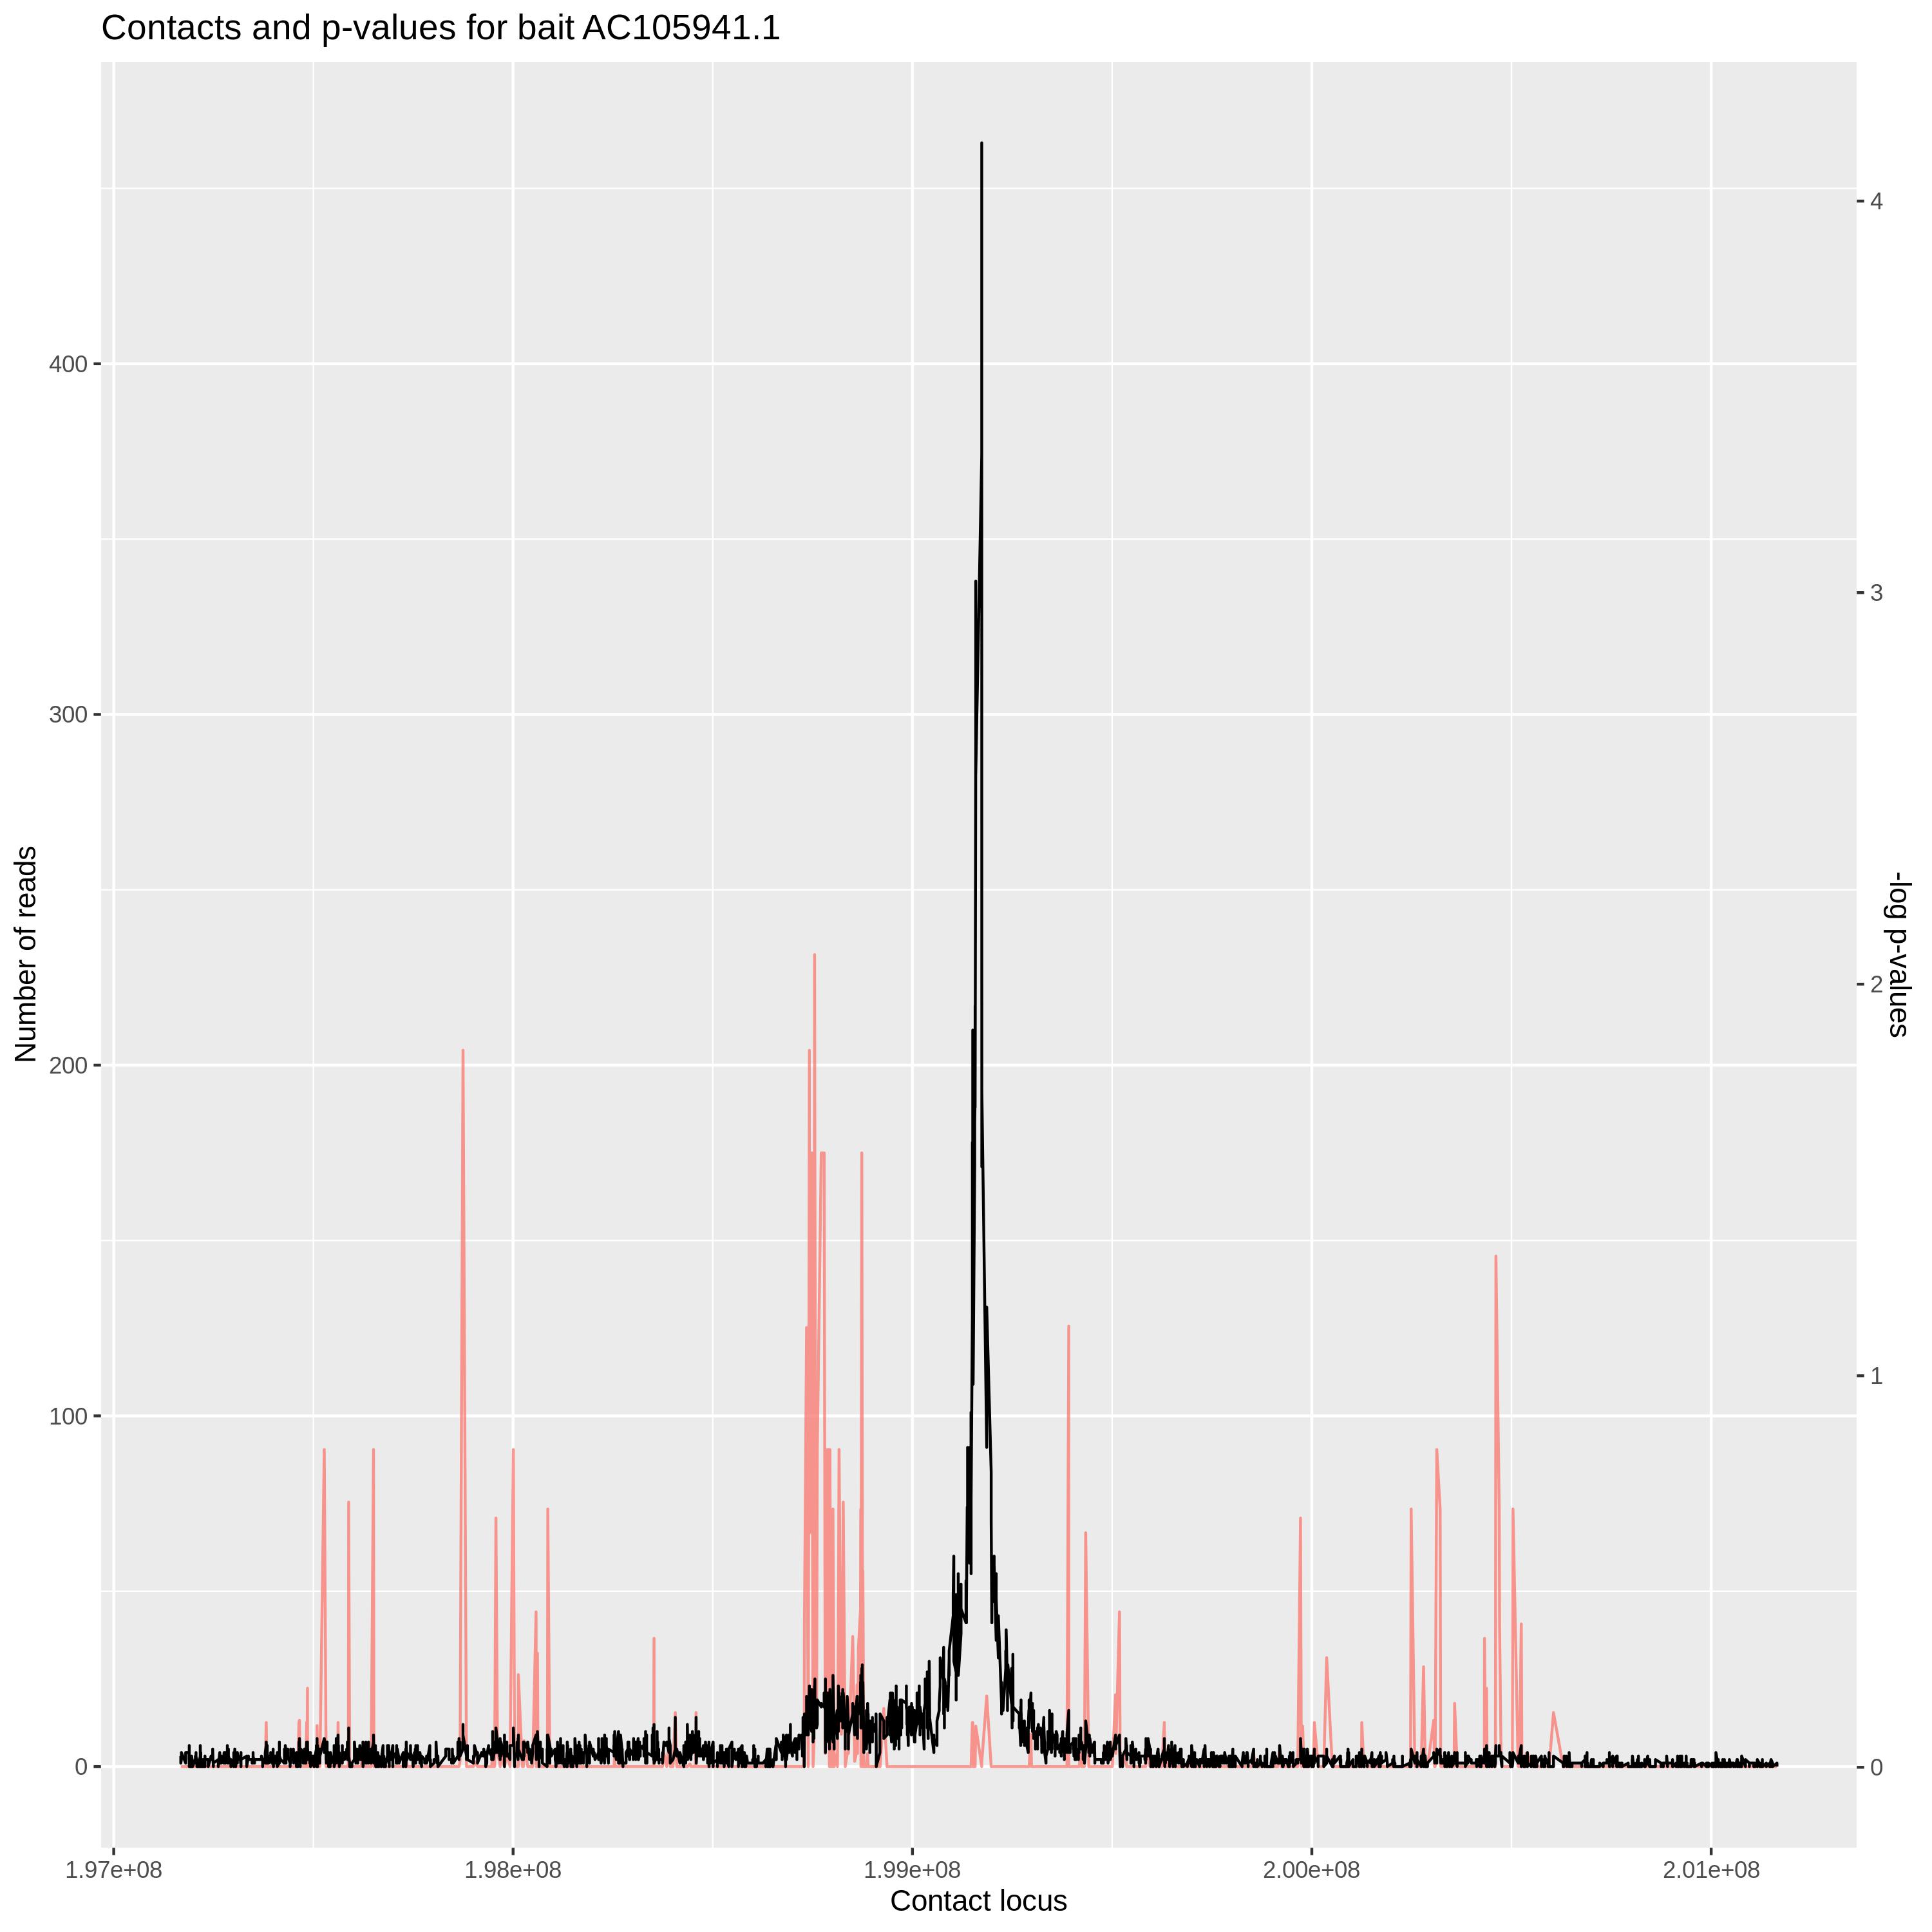 Contacts and p-values for bait AC105941.1
400
300
200
100
0
Number of reads
4
3
2
1
0
-log p-values
1.97e+08 1.98e+08 1.99e+08 2.00e+08 2.01e+08
Contact locus